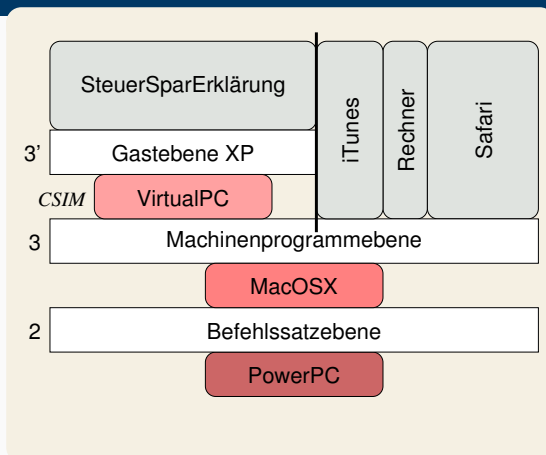 SteuerSparErklärung
iTunes
Rechner
Safari
3’ Gastebene XP
CSIM VirtualPC
3 Machinenprogrammebene
MacOSX
2 Befehlssatzebene
PowerPC